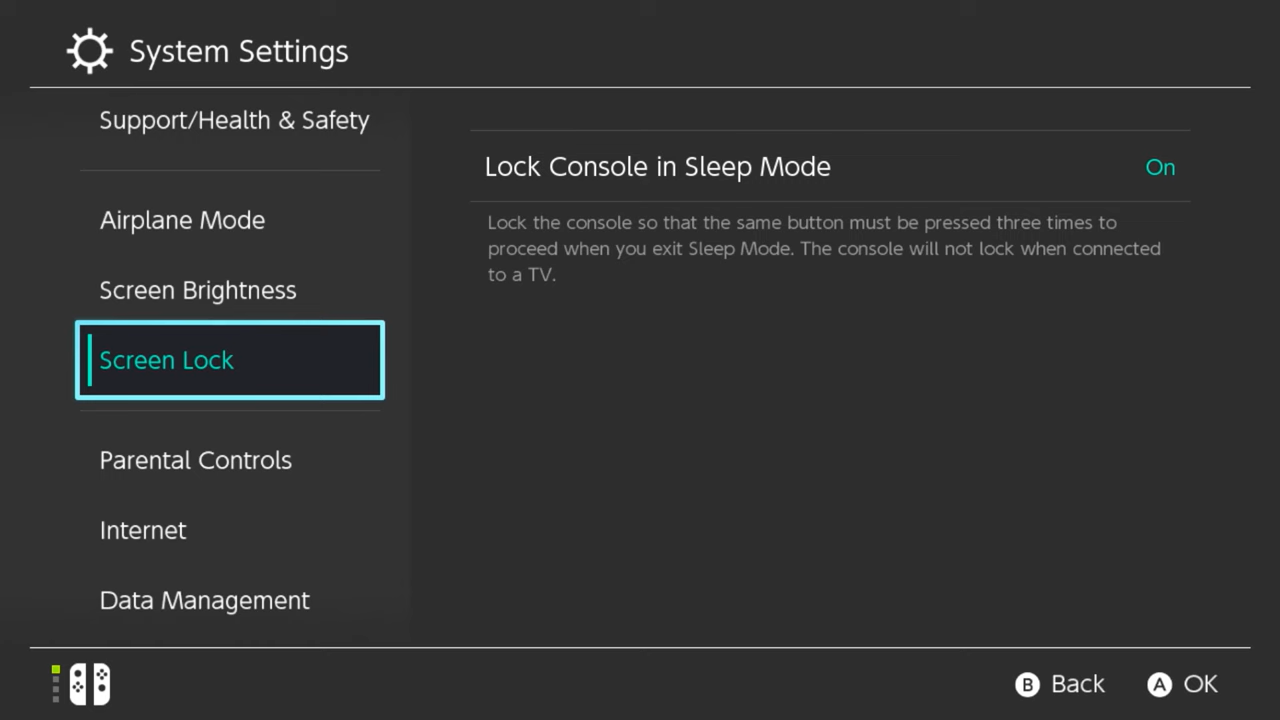 System Settings
Support/Health & Safety
Airplane Mode
Screen Brightness
Screen Lock
Parental Controls
Internet
Data Management
Lock Console in Sleep Mode On
Lock the console so that the same button must be pressed three times to
proceed when you exit Sleep Mode. The console will not lock when connected
to a TV.
B Back A OK